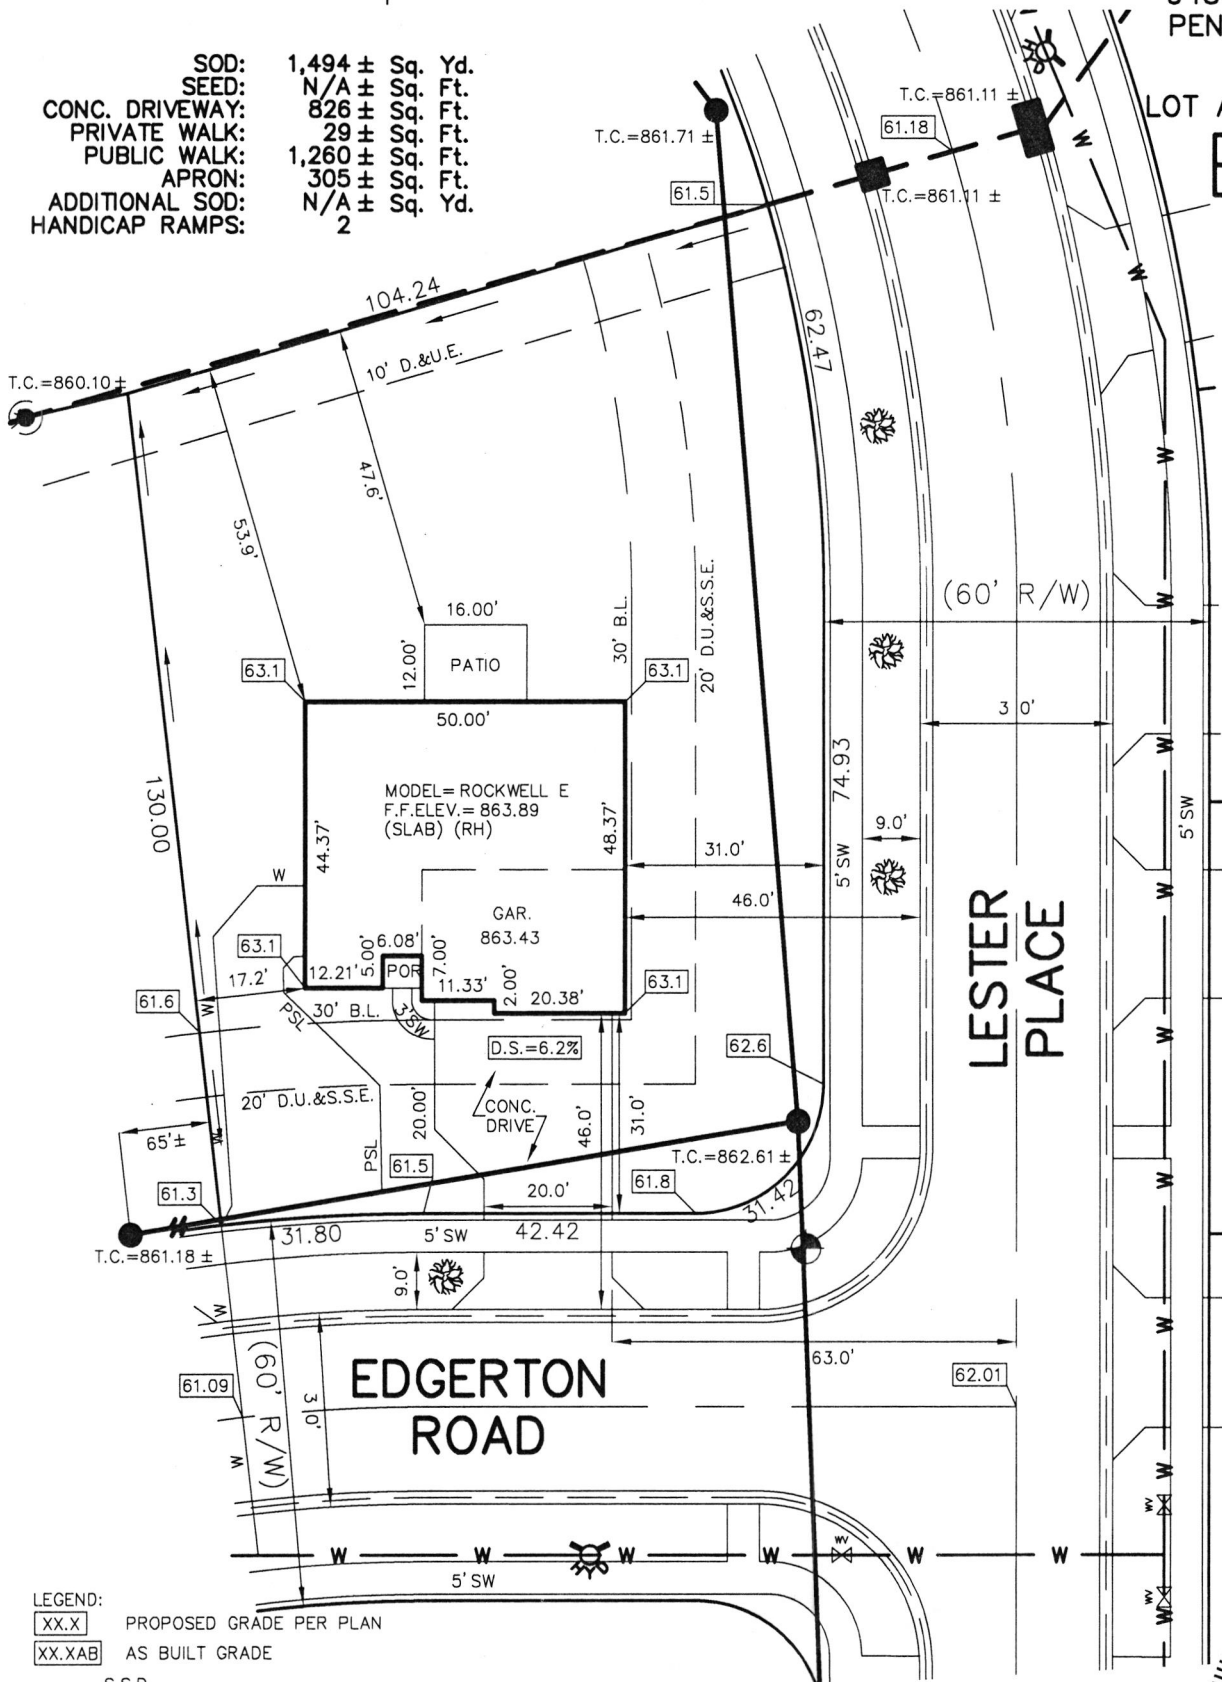 PEN
SOD: 1,494 ± Sq. Yd.
SEED: N/A ± Sq. Ft.
CONC. DRIVEWAY: 826 ± Sq. Ft.
PRIVATE WALK: 29 ± Sq. Ft.
PUBLIC WALK: 1,260 ± Sq. Ft.
APRON: 305 ± Sq. Ft.
ADDITIONAL SOD: N/A ± Sq. Yd.
HANDICAP RAMPS: 2
T.C.=861.11 ±
LOT
T.C.=861.71 ±
61.18
61.5
T.C.=861.11 ±
W
W
104.24
62.47
10' D.&U.E.
T.C.=860.10 ±
47.6'
53.9'
W
(60' R/W)
W
16.00'
12.00'
PATIO
30' B.L.
20' D.U.&S.S.E.
63.1
63.1
50.00'
3 0'
74.93
W
130.00
MODEL= ROCKWELL E
F.F.ELEV.= 863.89
(SLAB) (RH)
44.37'
48.37'
31.0'
5' SW
9.0'
5' SW
W
46.0'
W
GAR.
863.43
LESTER
PLACE
63.1
6.08'
5.00'
7.00'
POR
17.2'
12.21'
11.33'
2.00'
20.38'
63.1
61.6
W
PSL
30' B.L.
3'SW
D.S.=6.2%
62.6
W
20' D.U.&S.S.E.
20.00'
CONC.
DRIVE
46.0'
31.0'
65'±
W
PSL
61.5
T.C.=862.61 ±
61.3
20.0'
61.8
31.42
W
31.80
5' SW
42.42
T.C.=861.18 ±
9.0'
W
W
(60' R/W)
63.0'
61.09
3 0'
EDGERTON
ROAD
62.01
W
W
WV
W W W W WV W W
WV
W
5' SW
LEGEND:
XX.X PROPOSED GRADE PER PLAN
XX.XAB AS BUILT GRADE